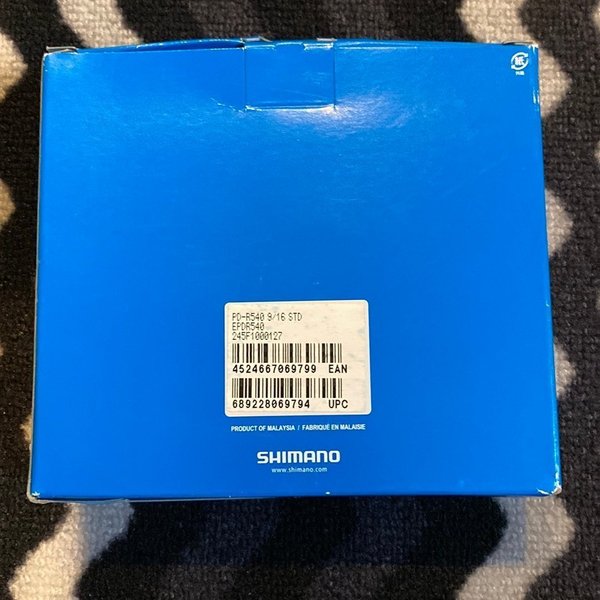 紙
PD-R540 9/16 STD
EPDR540
245F1000127
4524667069799 EAN
689228069794 UPC
PRODUCT OF MALAYSIA / FABRIQUÉ EN MALAISIE
SHIMANO
www.shimano.com